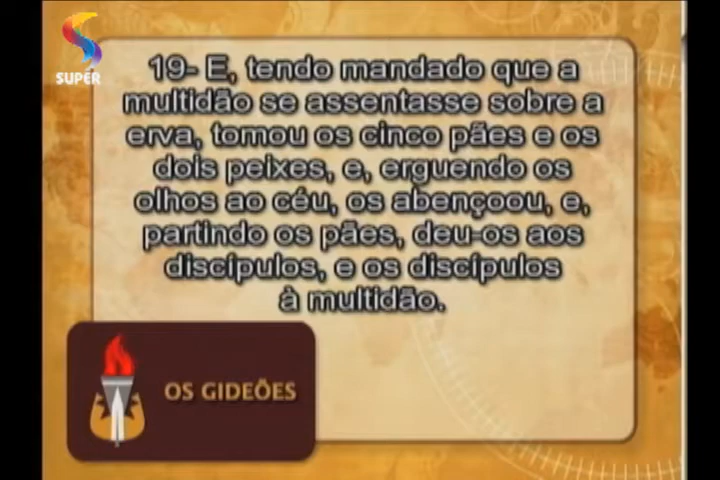 SUPER
19- E, tendo mandado que a
multidão se assentasse sobre a
erva, tomou os cinco pães e os
dois peixes, e, erguendo os
olhos ao céu, os abençoou, e,
partindo os pães, deu-os aos
discípulos, e os discípulos
à multidão.
OS GIDEÕES